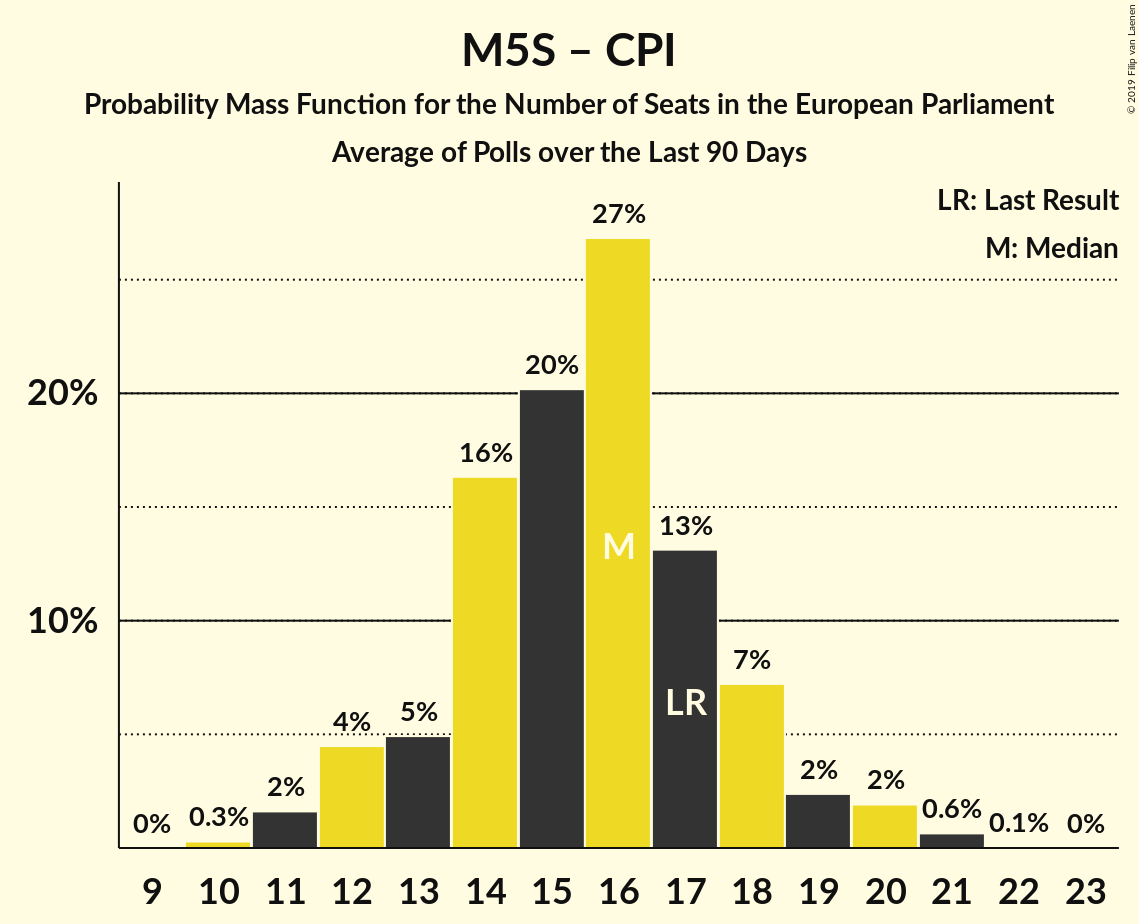 M5S – CPI
Probability Mass Function for the Number of Seats in the European Parliament
Average of Polls over the Last 90 Days
© 2019 Filip van Laenen
LR: Last Result
M: Median
20%
10%
0%
0.3%
2%
4%
5%
16%
20%
27%
13%
7%
2%
2%
0.6%
0.1%
0%
M
LR
9 10 11 12 13 14 15 16 17 18 19 20 21 22 23